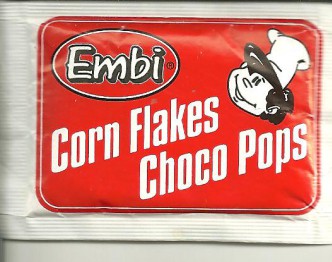 Embi®
Corn Flakes
Choco Pops